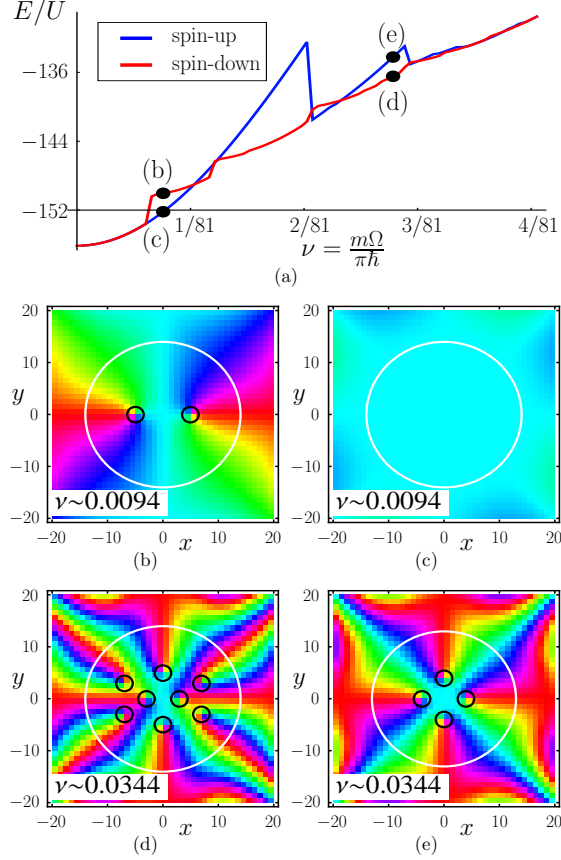 E/U
spin-up
spin-down
−136
−144
−152
(b)
(c)
(e)
(d)
1/81
2/81
3/81
4/81
ν = mΩ/πħ
(a)
20
10
0
−10
−20
y
ν~0.0094
−20
−10
0
10
20
x
(b)
20
10
0
−10
−20
y
ν~0.0094
−20
−10
0
10
20
x
(c)
20
10
0
−10
−20
y
ν~0.0344
−20
−10
0
10
20
x
(d)
20
10
0
−10
−20
y
ν~0.0344
−20
−10
0
10
20
x
(e)